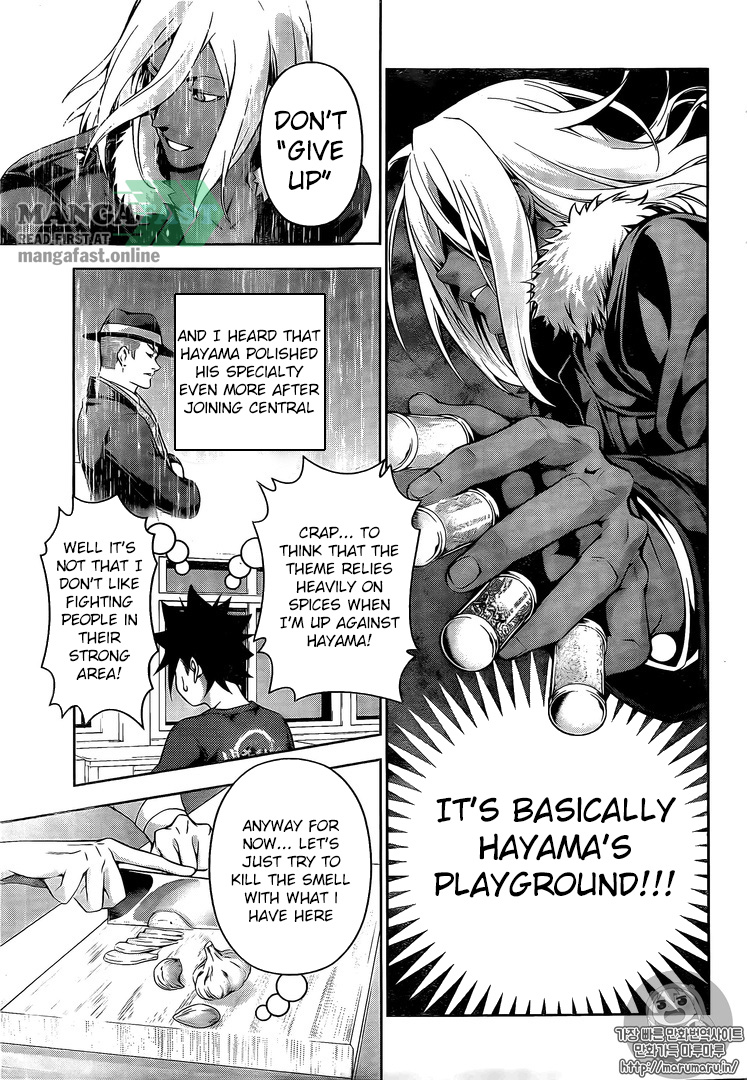 IT'S BASICALLY
HAYAMA'S
PLAYGROUND!!!
DON'T
"GIVE
UP"
MANGAFAST
READ FIRST AT
mangafast.online
AND I HEARD THAT
HAYAMA POLISHED
HIS SPECIALTY
EVEN MORE AFTER
JOINING CENTRAL
CRAP... TO
THINK THAT THE
THEME RELIES
HEAVILY ON
SPICES WHEN
I'M UP AGAINST
HAYAMA!
WELL IT'S
NOT THAT I
DON'T LIKE
FIGHTING
PEOPLE IN
THEIR
STRONG
AREA!
ANYWAY FOR
NOW... LET'S
JUST TRY TO
KILL THE SMELL
WITH WHAT I
HAVE HERE
가장 빠른 만화번역사이트
만화가득 마루마루
http://marumaru.in/